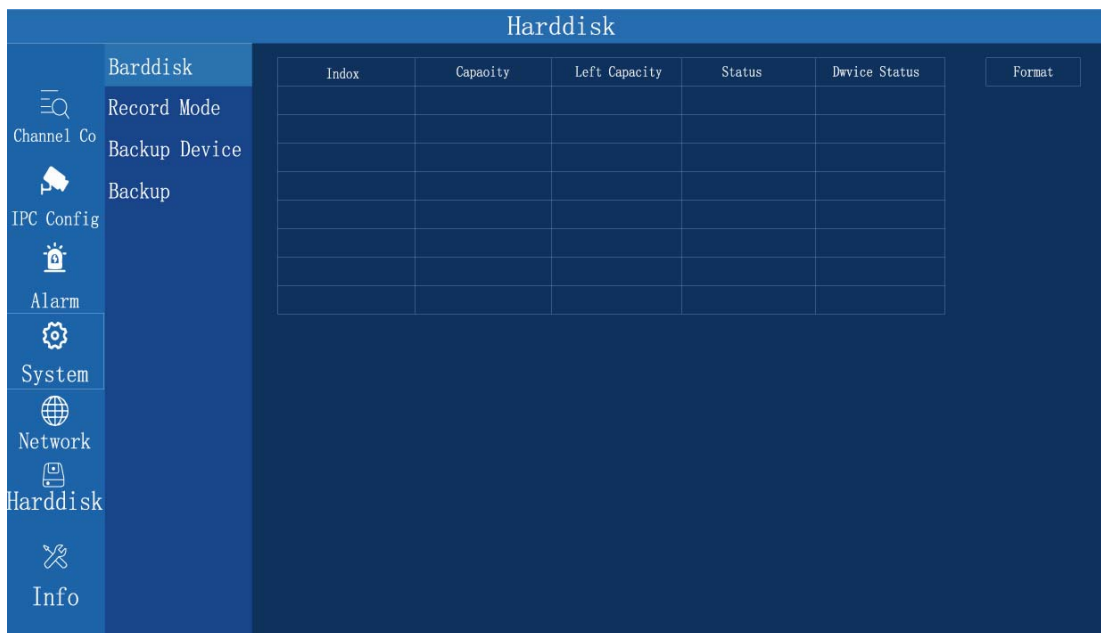 Harddisk
Channel Co
IPC Config
Alarm
System
Network
Harddisk
Info
Barddisk
Record Mode
Backup Device
Backup
Indox Capaoity Left Capacity Status Dwvice Status Format